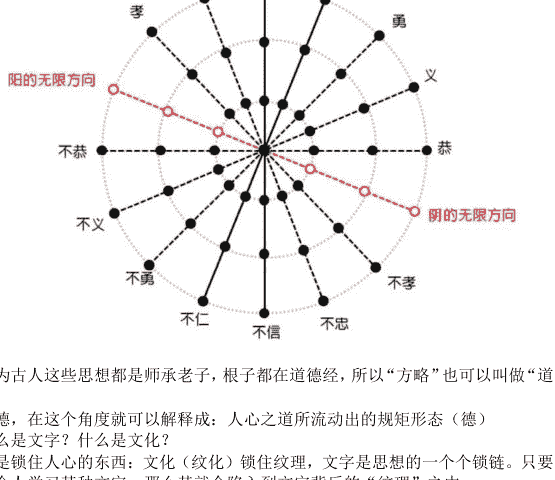 孝
勇
阳的无限方向
义
不恭
恭
阴的无限方向
不义
不勇
不孝
不仁
不忠
不信
为古人这些思想都是师承老子，根子都在道德经，所以“方略”也可以叫做“道
德，在这个角度就可以解释成：人心之道所流动出的规矩形态（德）
么是文字？什么是文化？
是锁住人心的东西：文化（纹化）锁住纹理，文字是思想的一个个锁链。只要